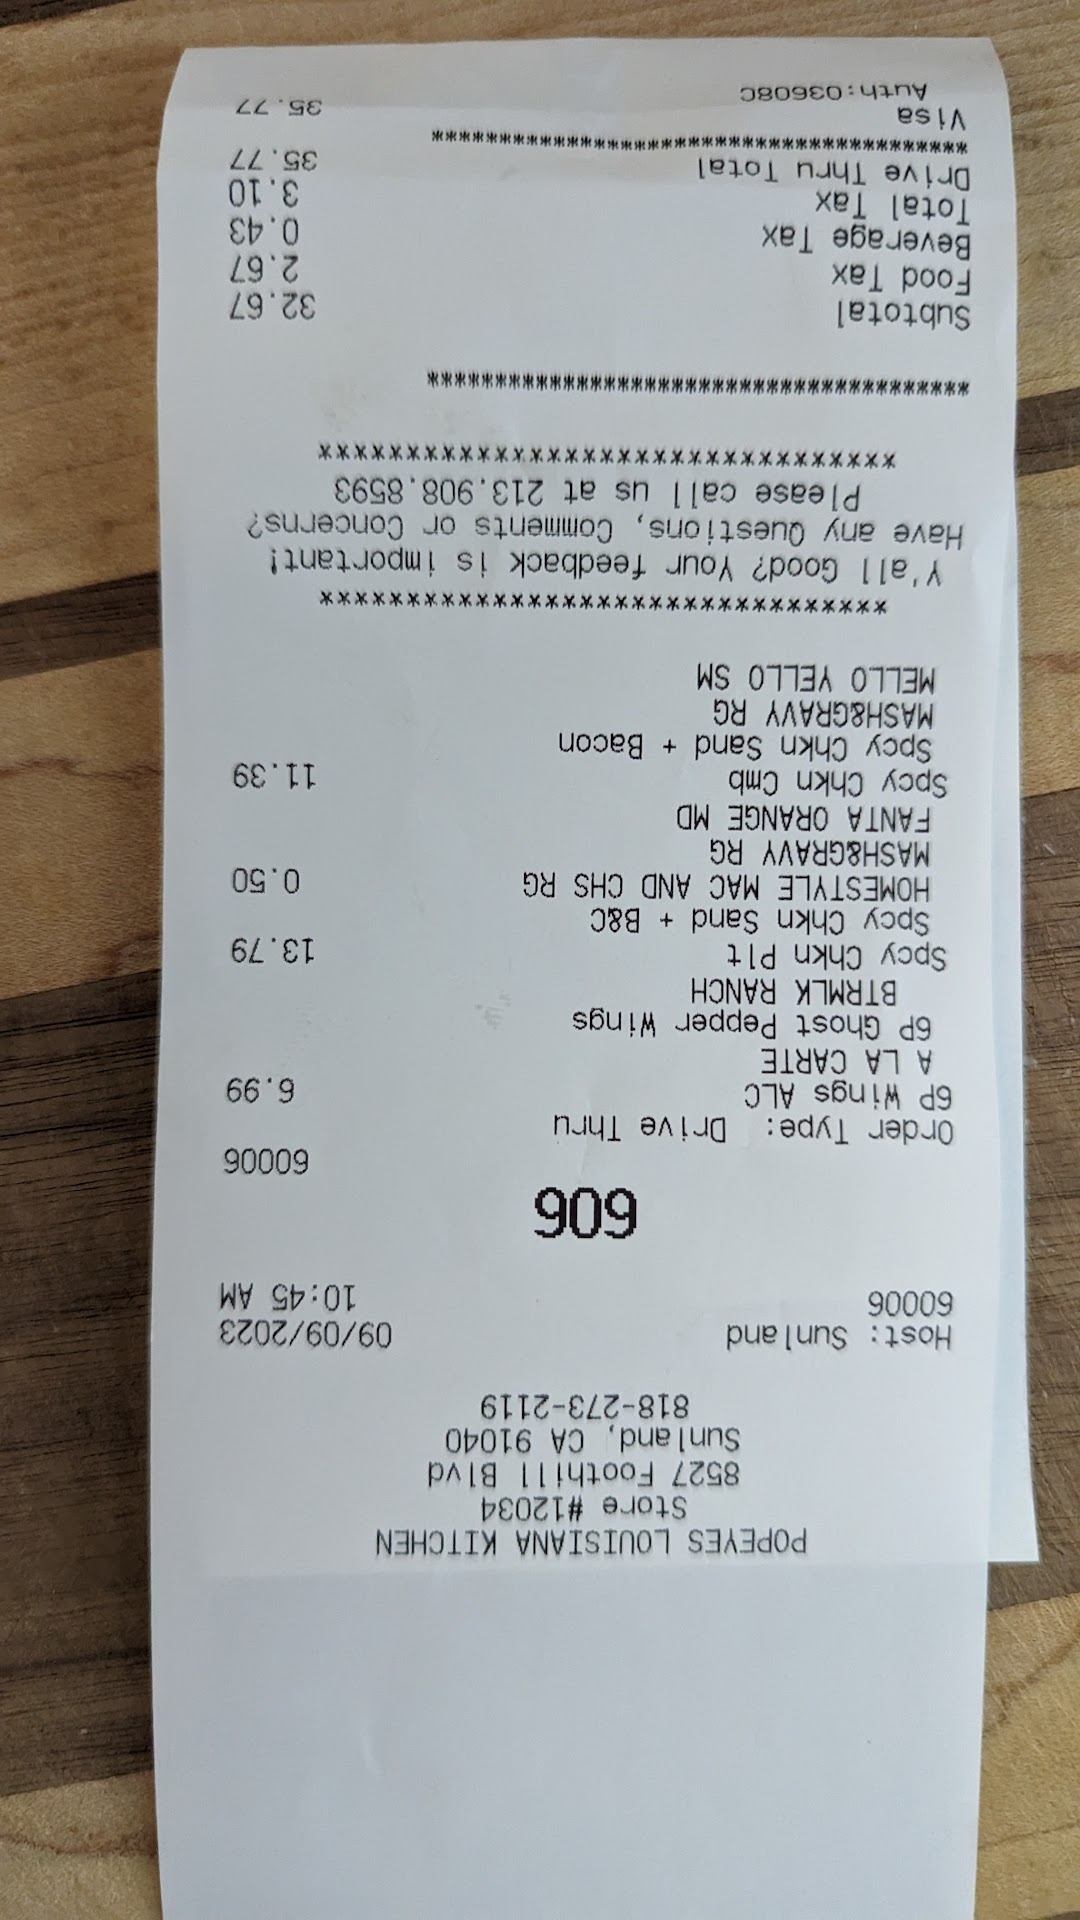 POPEYES LOUISIANA KITCHEN
Store #12034
8527 Foothill Blvd
Sunland, CA 91040
818-273-2119
Host: Sunland 09/09/2023
60006 10:45 AM
606
60006
Order Type: Drive Thru
6P Wings ALC 6.99
A LA CARTE
6P Ghost Pepper Wings
BTRMLK RANCH
Spcy Chkn Plt 13.79
Spcy Chkn Sand + B&C
HOMESTYLE MAC AND CHS RG 0.50
MASH&GRAVY RG
FANTA ORANGE MD
Spcy Chkn Cmb 11.39
Spcy Chkn Sand + Bacon
MASH&GRAVY RG
MELLO YELLO SM
*********************************
Y'all Good? Your feedback is important!
Have any Questions, Comments or Concerns?
Please call us at 213.908.8593
*********************************
****************************************
Subtotal 32.67
Food Tax 2.67
Beverage Tax 0.43
Total Tax 3.10
Drive Thru Total 35.77
****************************************
Visa 35.77
Auth:03608C